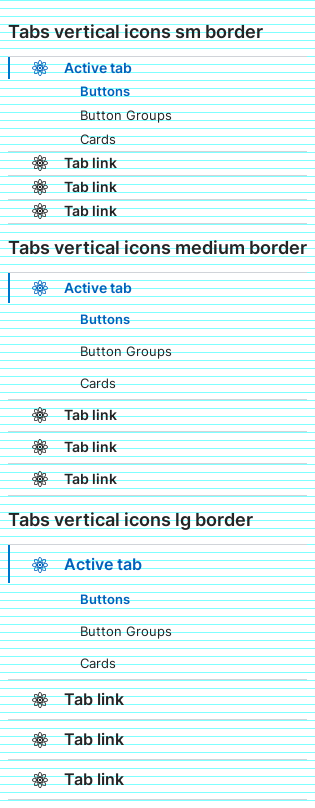 Tabs vertical icons sm border
Active tab
Buttons
Button Groups
Cards
Tab link
Tab link
Tab link
Tabs vertical icons medium border
Active tab
Buttons
Button Groups
Cards
Tab link
Tab link
Tab link
Tabs vertical icons lg border
Active tab
Buttons
Button Groups
Cards
Tab link
Tab link
Tab link